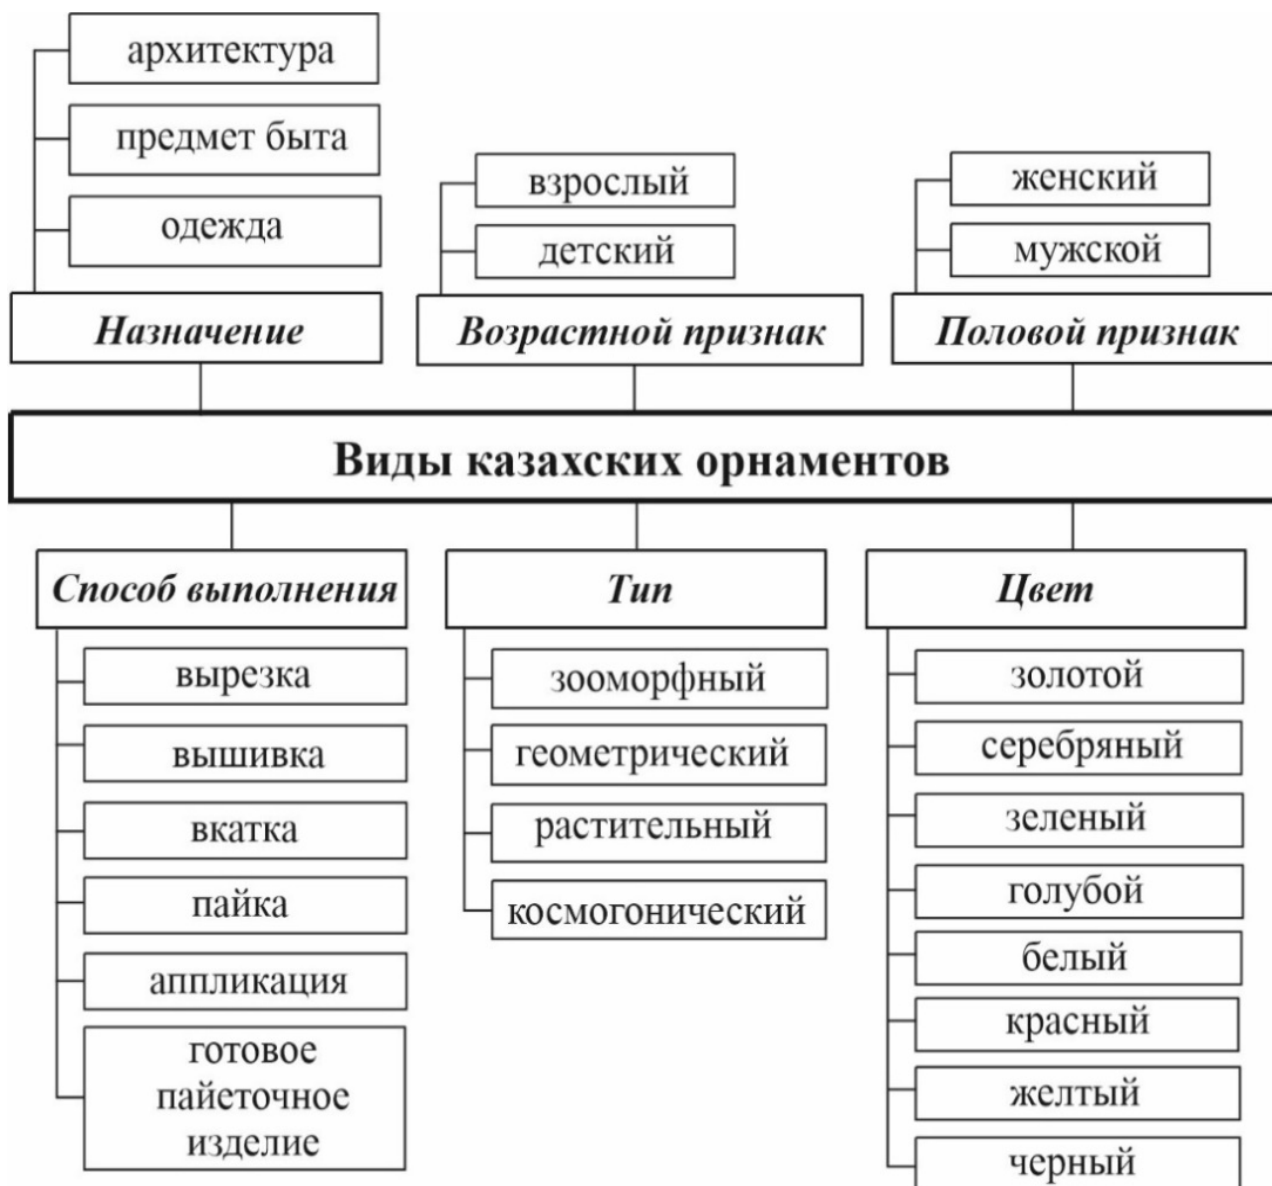 архитектура
предмет быта
одежда
Назначение
взрослый
детский
Возрастной признак
женский
мужской
Половой признак
Виды казахских орнаментов
Способ выполнения
вырезка
вышивка
вкатка
пайка
аппликация
готовое
пайеточное
изделие
Тип
зооморфный
геометрический
растительный
космогонический
Цвет
золотой
серебряный
зеленый
голубой
белый
красный
желтый
черный